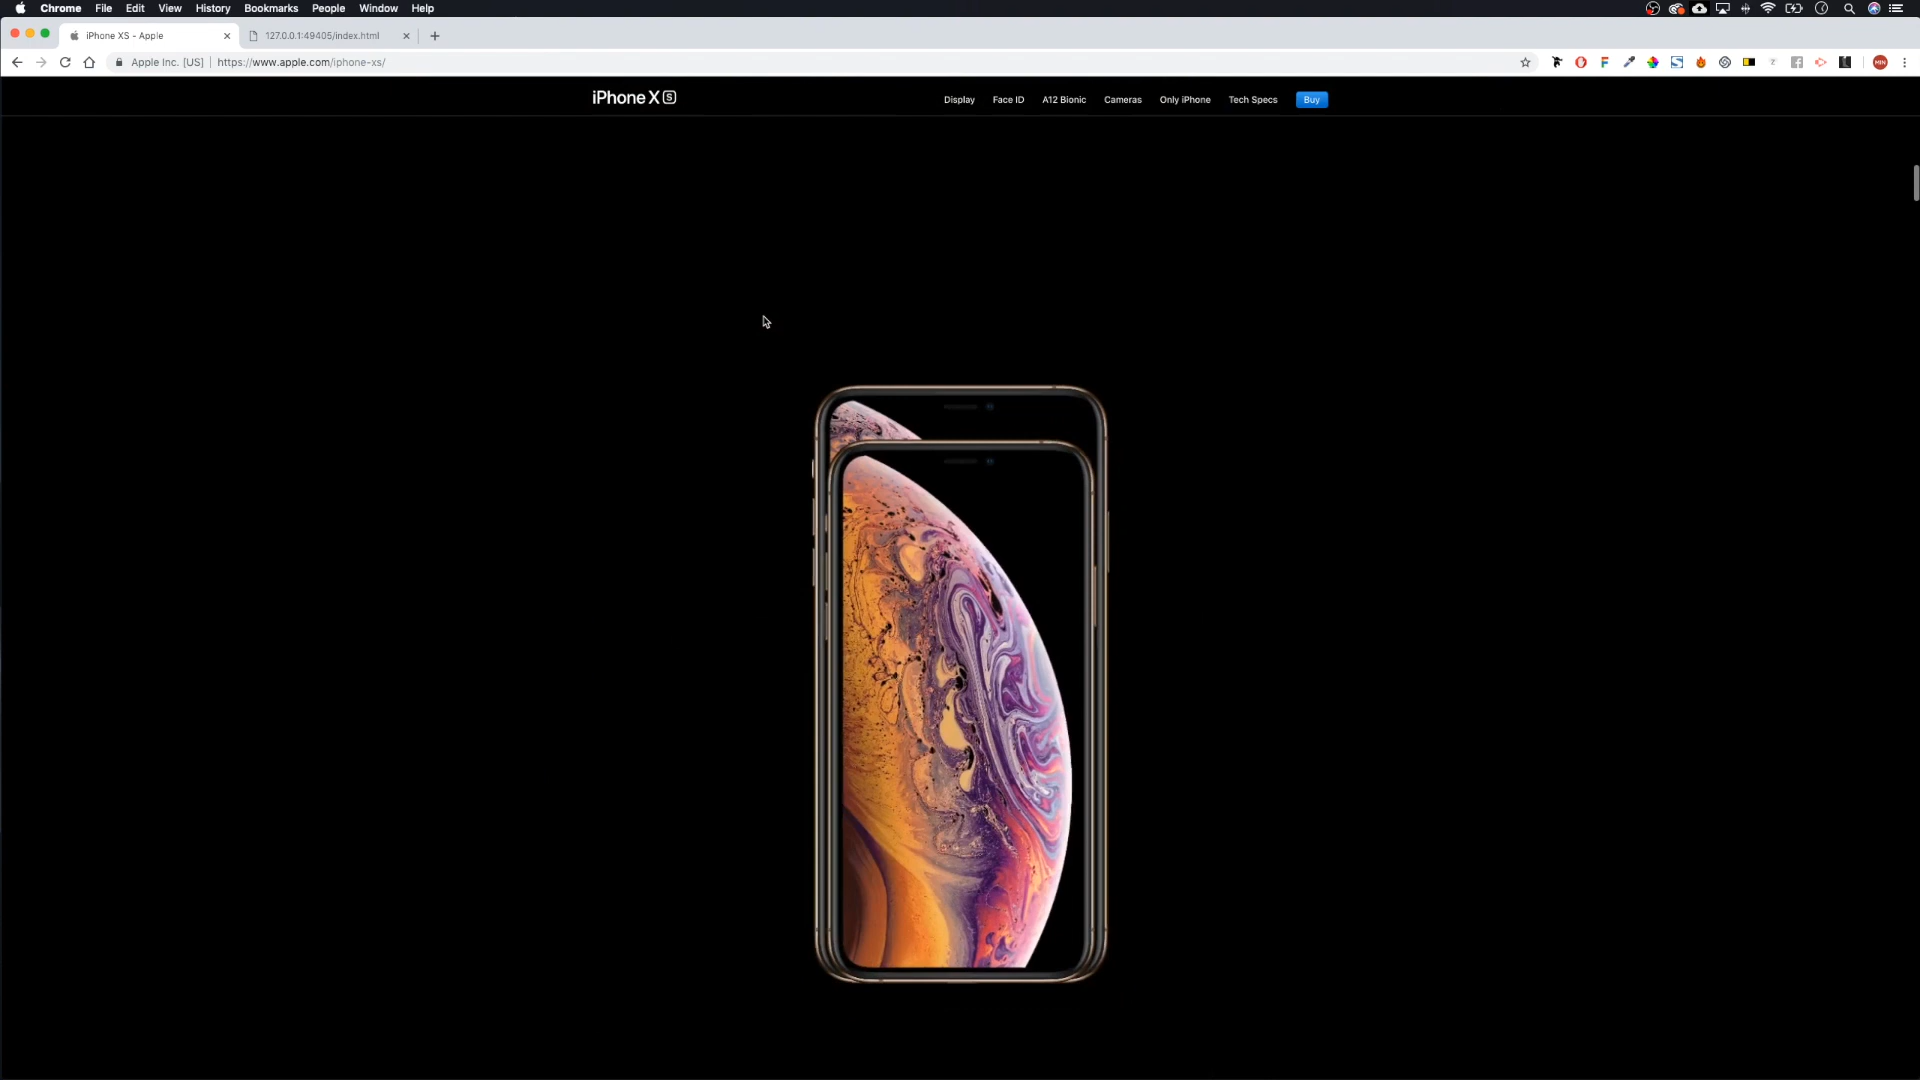 Chrome File Edit View History Bookmarks People Window Help
iPhone XS - Apple
127.0.0.1:49405/index.html
Apple Inc. [US] | https://www.apple.com/iphone-xs/
iPhone XS
Display Face ID A12 Bionic Cameras Only iPhone Tech Specs Buy